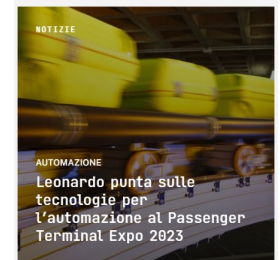 NOTIZIE
AUTOMAZIONE
Leonardo punta sulle
tecnologie per
l'automazione al Passenger
Terminal Expo 2023